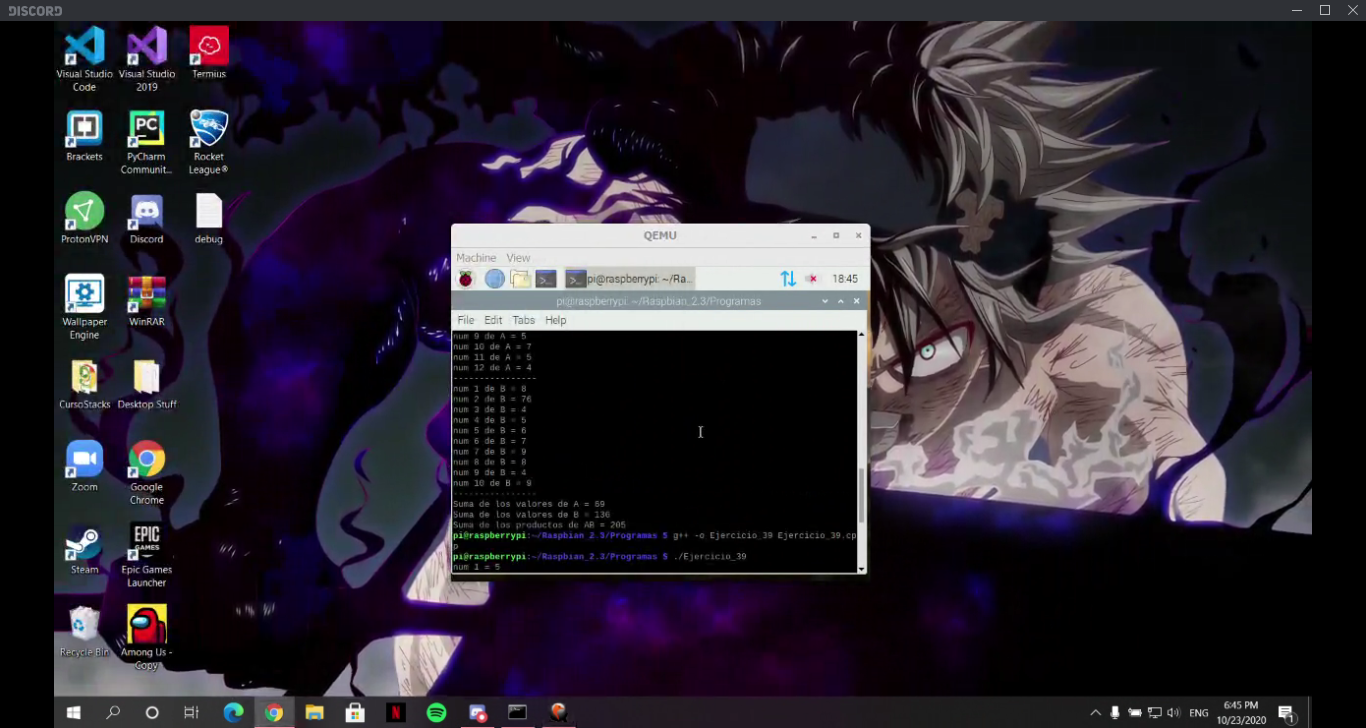 DISCORD
Visual Studio Code
Visual Studio 2019
Termius
Brackets
PyCharm Communit...
Rocket League®
ProtonVPN
Discord
debug
Wallpaper Engine
WinRAR
CursoStacks
Desktop Stuff
Zoom
Google Chrome
Steam
EPIC GAMES
Epic Games Launcher
Recycle Bin
Among Us - Copy
QEMU
Machine View
pi@raspberrypi: ~/Ra...
18:45
pi@raspberrypi: ~/Raspbian_2.3/Programas
File Edit Tabs Help
num 9 de A = 5
num 10 de A = 7
num 11 de A = 5
num 12 de A = 4
----------------
num 1 de B = 8
num 2 de B = 76
num 3 de B = 4
num 4 de B = 5
num 5 de B = 6
num 6 de B = 7
num 7 de B = 9
num 8 de B = 8
num 9 de B = 4
num 10 de B = 9
----------------
Suma de los valores de A = 69
Suma de los valores de B = 136
Suma de los productos de AB = 205
pi@raspberrypi:~/Raspbian_2.3/Programas $ g++ -o Ejercicio_39 Ejercicio_39.cp
p
pi@raspberrypi:~/Raspbian_2.3/Programas $ ./Ejercicio_39
num 1 = 5
ENG
6:45 PM
10/23/2020
1